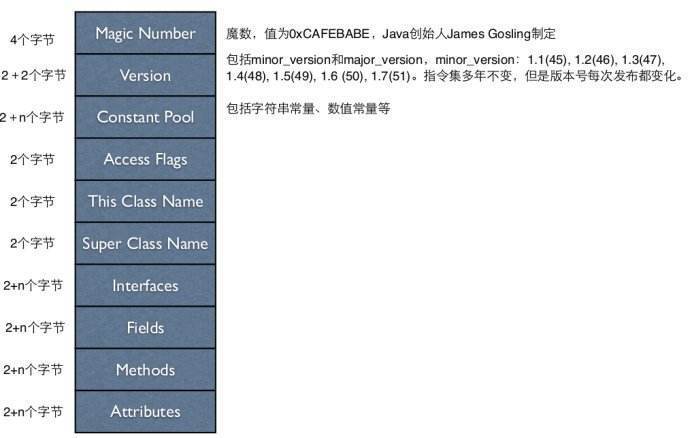 4个字节 Magic Number 魔数，值为0xCAFEBABE，Java创始人James Gosling制定
2＋2个字节 Version 包括minor_version和major_version，minor_version：1.1(45), 1.2(46), 1.3(47),
1.4(48), 1.5(49), 1.6 (50), 1.7(51)。指令集多年不变，但是版本号每次发布都变化。
2＋n个字节 Constant Pool 包括字符串常量、数值常量等
2个字节 Access Flags
2个字节 This Class Name
2个字节 Super Class Name
2+n个字节 Interfaces
2+n个字节 Fields
2+n个字节 Methods
2+n个字节 Attributes